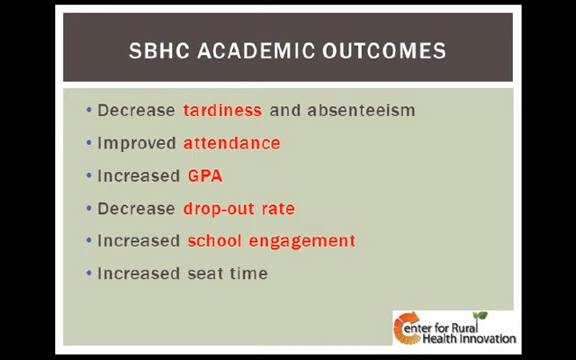 SBHC ACADEMIC OUTCOMES
• Decrease tardiness and absenteeism
• Improved attendance
• Increased GPA
• Decrease drop-out rate
• Increased school engagement
• Increased seat time
Center for Rural
Health Innovation